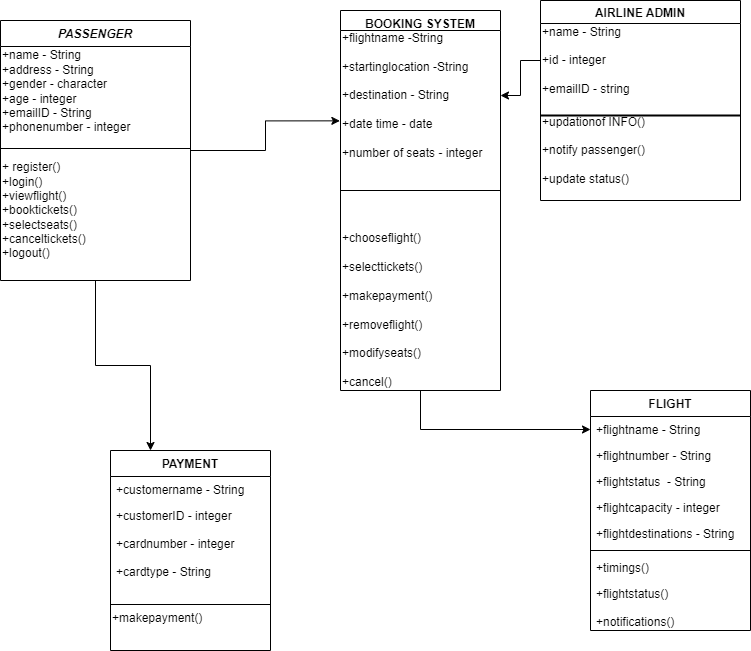 PASSENGER
+name - String
+address - String
+gender - character
+age - integer
+emailID - String
+phonenumber - integer
+ register()
+login()
+viewflight()
+booktickets()
+selectseats()
+canceltickets()
+logout()
BOOKING SYSTEM
+flightname -String
+startinglocation -String
+destination - String
+date time - date
+number of seats - integer
+chooseflight()
+selecttickets()
+makepayment()
+removeflight()
+modifyseats()
+cancel()
AIRLINE ADMIN
+name - String
+id - integer
+emailID - string
+updationof INFO()
+notify passenger()
+update status()
PAYMENT
+customername - String
+customerID - integer
+cardnumber - integer
+cardtype - String
+makepayment()
FLIGHT
+flightname - String
+flightnumber - String
+flightstatus  - String
+flightcapacity - integer
+flightdestinations - String
+timings()
+flightstatus()
+notifications()